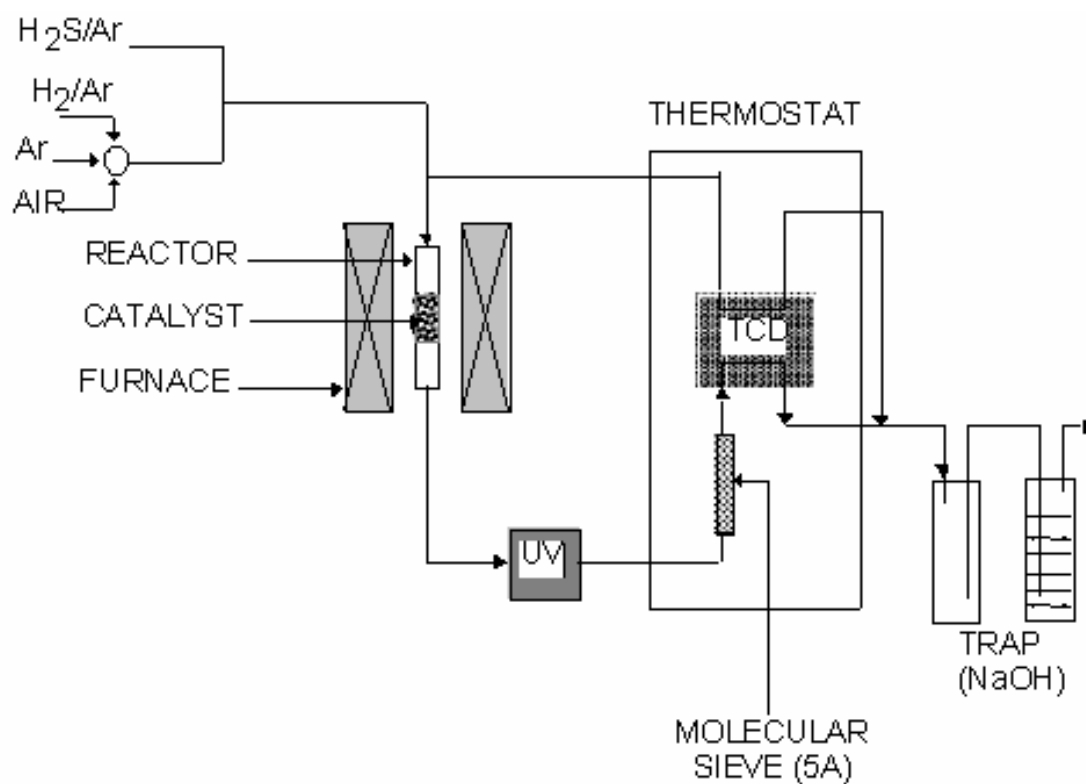 H2S/Ar
H2/Ar
Ar
AIR
THERMOSTAT
REACTOR
CATALYST
FURNACE
TCD
UV
TRAP
(NaOH)
MOLECULAR
SIEVE (5A)